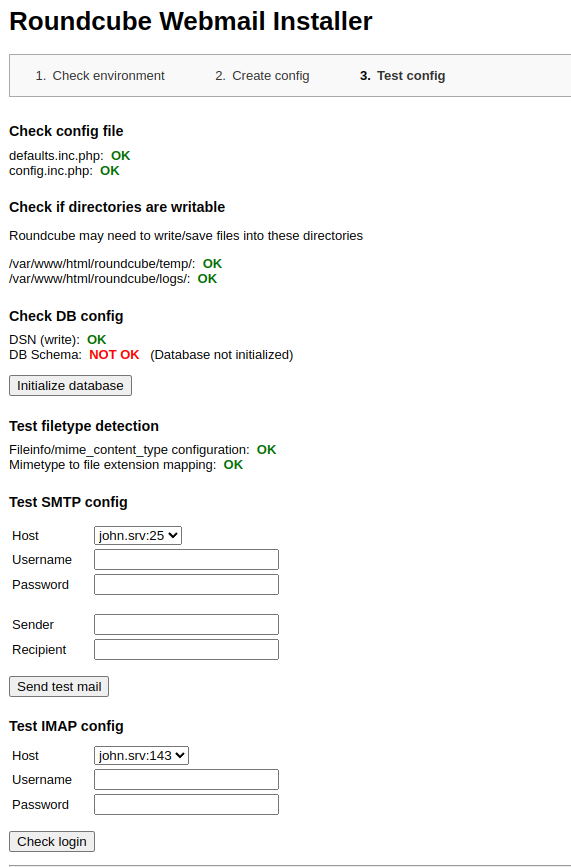 Roundcube Webmail Installer
1. Check environment 2. Create config 3. Test config
Check config file
defaults.inc.php: OK
config.inc.php: OK
Check if directories are writable
Roundcube may need to write/save files into these directories
/var/www/html/roundcube/temp/: OK
/var/www/html/roundcube/logs/: OK
Check DB config
DSN (write): OK
DB Schema: NOT OK (Database not initialized)
Initialize database
Test filetype detection
Fileinfo/mime_content_type configuration: OK
Mimetype to file extension mapping: OK
Test SMTP config
Host john.srv:25
Username
Password
Sender
Recipient
Send test mail
Test IMAP config
Host john.srv:143
Username
Password
Check login